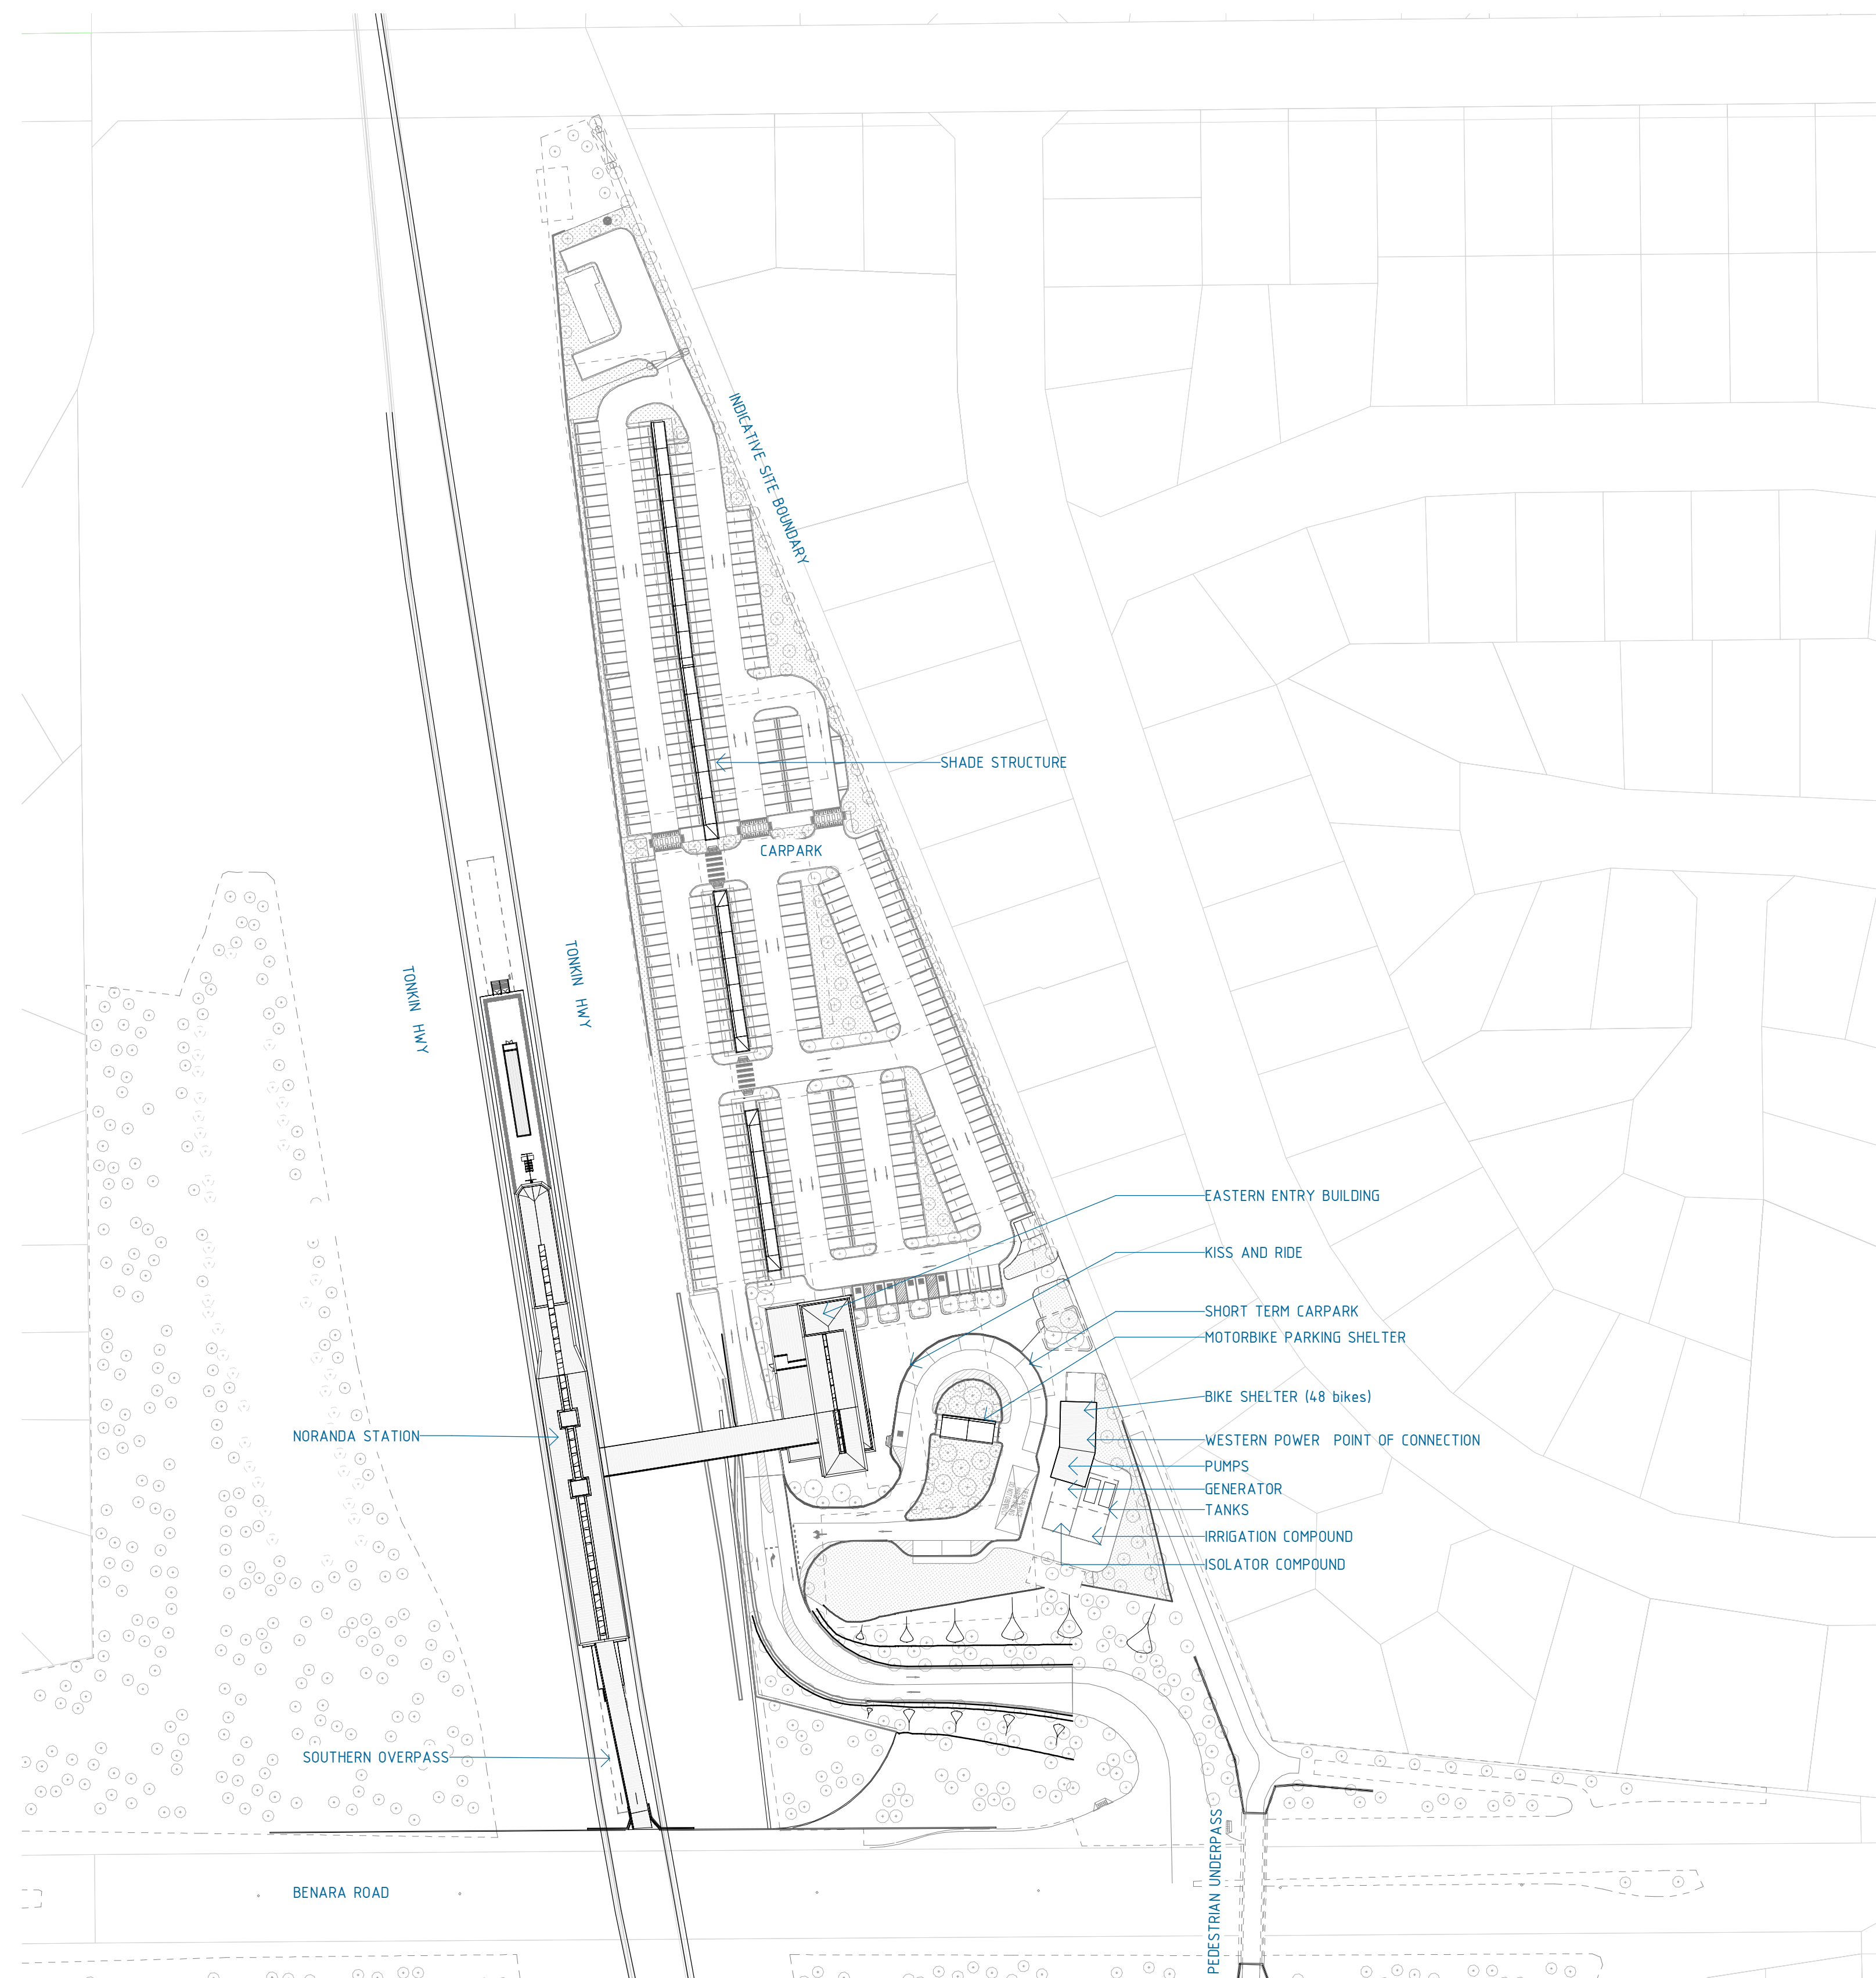 INDICATIVE SITE BOUNDARY
SHADE STRUCTURE
CARPARK
TONKIN HWY
TONKIN HWY
EASTERN ENTRY BUILDING
KISS AND RIDE
SHORT TERM CARPARK
MOTORBIKE PARKING SHELTER
BIKE SHELTER (48 bikes)
NORANDA STATION
WESTERN POWER POINT OF CONNECTION
PUMPS
GENERATOR
TANKS
IRRIGATION COMPOUND
ISOLATOR COMPOUND
SOUTHERN OVERPASS
PEDESTRIAN UNDERPASS
BENARA ROAD